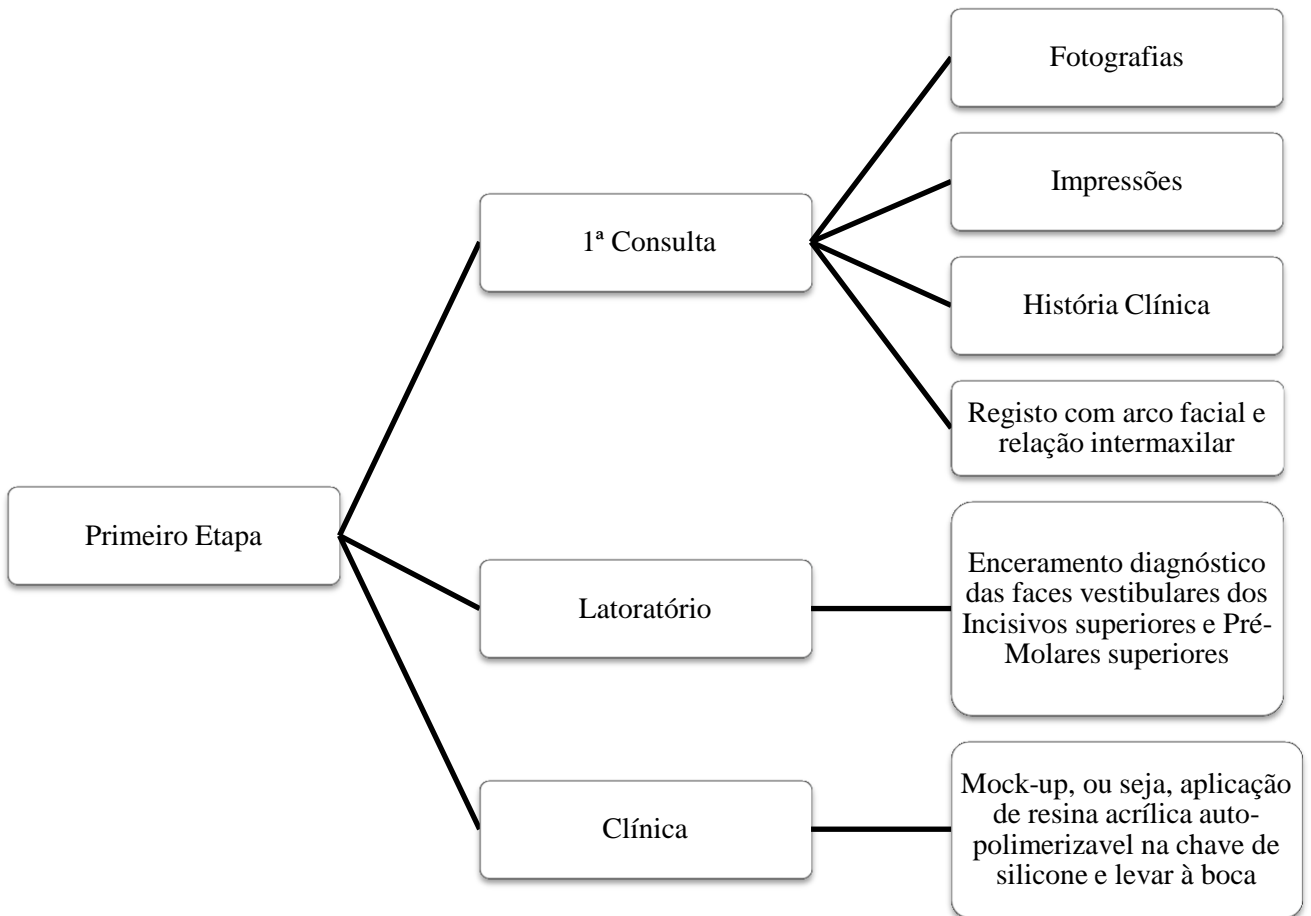 Primeiro Etapa
1ª Consulta
Fotografias
Impressões
História Clínica
Registo com arco facial e
relação intermaxilar
Latoratório
Enceramento diagnóstico
das faces vestibulares dos
Incisivos superiores e Pré-
Molares superiores
Clínica
Mock-up, ou seja, aplicação
de resina acrílica auto-
polimerizavel na chave de
silicone e levar à boca